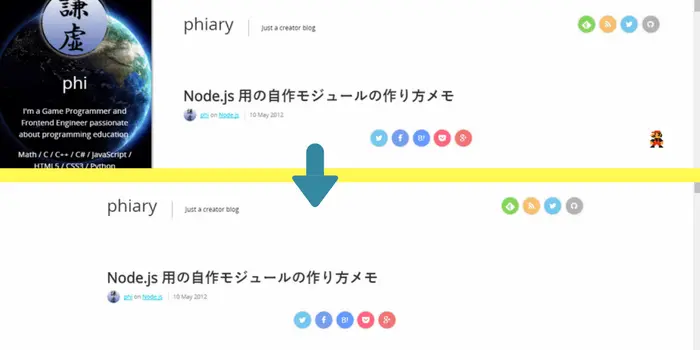 謙
虚
phi
I'm a Game Programmer and
Frontend Engineer passionate
about programming education
Math / C / C++ / C# / JavaScript /
HTML5 / CSS3 / Python
phiary
Just a creator blog
Node.js 用の自作モジュールの作り方メモ
phi on Node.js
10 May 2012
B!
phiary
Just a creator blog
Node.js 用の自作モジュールの作り方メモ
phi on Node.js
10 May 2012
B!